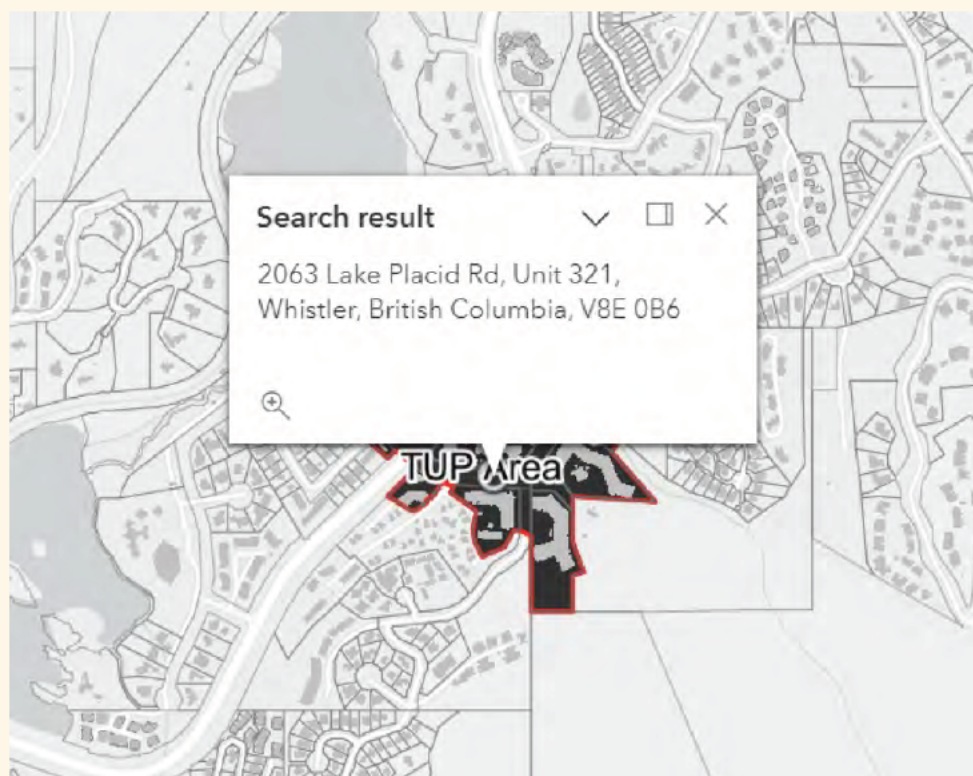 Search result
2063 Lake Placid Rd, Unit 321,
Whistler, British Columbia, V8E 0B6
TUP Area